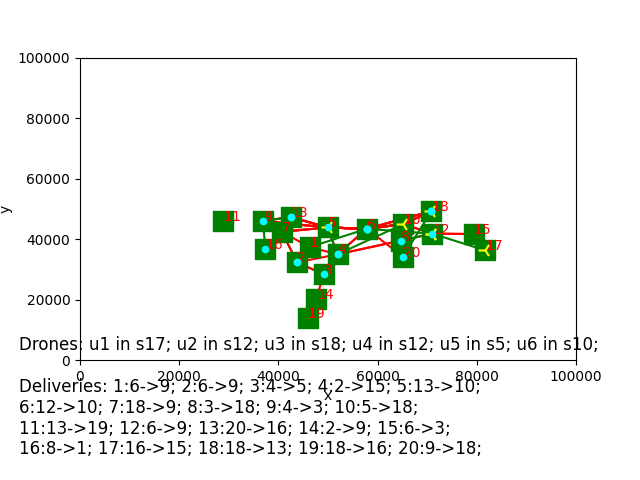 100000
80000
60000
40000
20000
0
y
18
11
3
15
17
10
14
19
Drones: u1 in s17; u2 in s12; u3 in s18; u4 in s12; u5 in s5; u6 in s10;
0 20000 40000 60000 80000 100000
x
Deliveries: 1:6->9; 2:6->9; 3:4->5; 4:2->15; 5:13->10;
6:12->10; 7:18->9; 8:3->18; 9:4->3; 10:5->18;
11:13->19; 12:6->9; 13:20->16; 14:2->9; 15:6->3;
16:8->1; 17:16->15; 18:18->13; 19:18->16; 20:9->18;